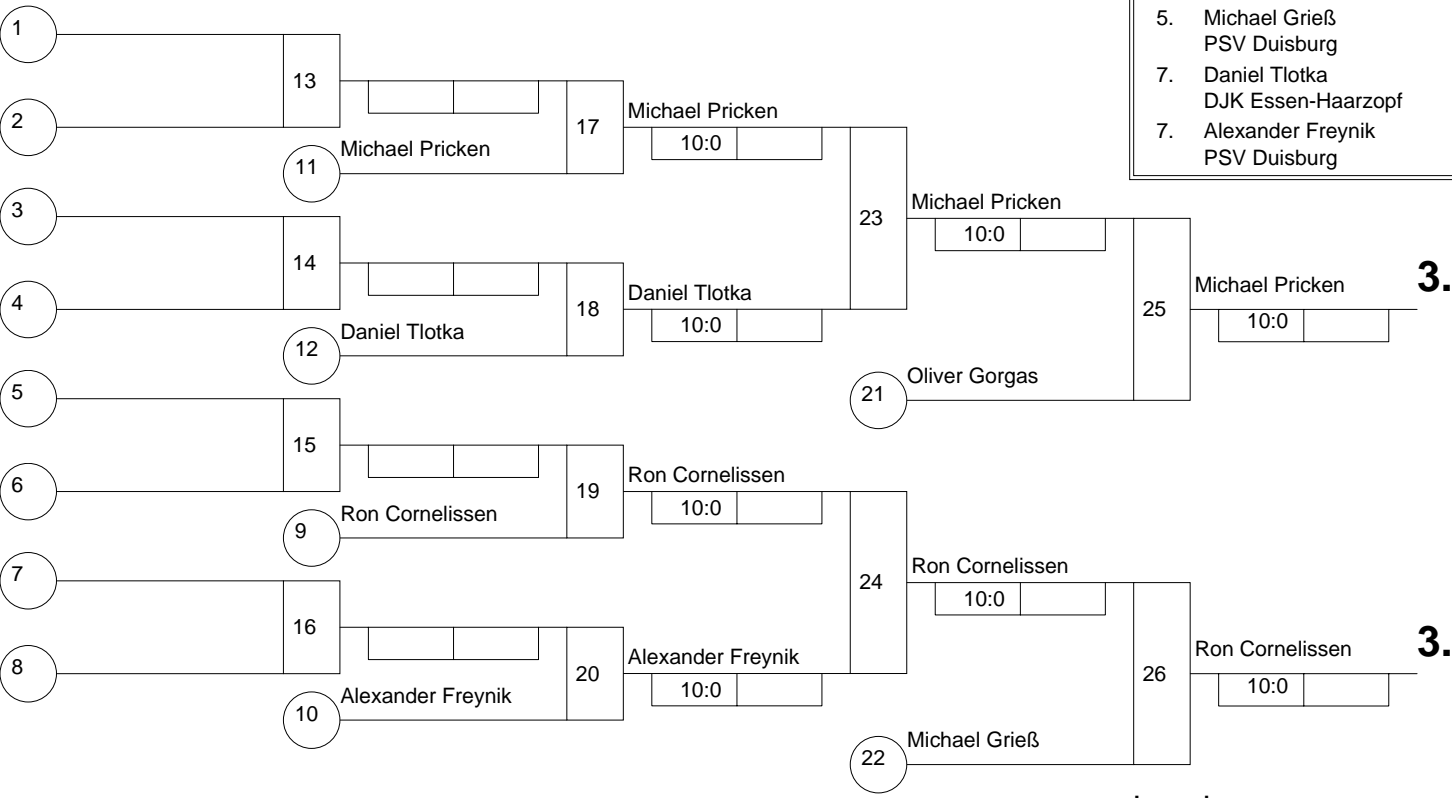 1
13
2
17
Michael Pricken
10:0
11
Michael Pricken
3
14
4
18
Daniel Tlotka
10:0
12
Daniel Tlotka
23
Michael Pricken
10:0
5
15
6
19
Ron Cornelissen
10:0
9
Ron Cornelissen
7
16
8
20
Alexander Freynik
10:0
10
Alexander Freynik
24
Ron Cornelissen
10:0
21
Oliver Gorgas
25
Michael Pricken
10:0
3.
22
Michael Grieß
26
Ron Cornelissen
10:0
3.
5. Michael Grieß
PSV Duisburg
7. Daniel Tlotka
DJK Essen-Haarzopf
7. Alexander Freynik
PSV Duisburg